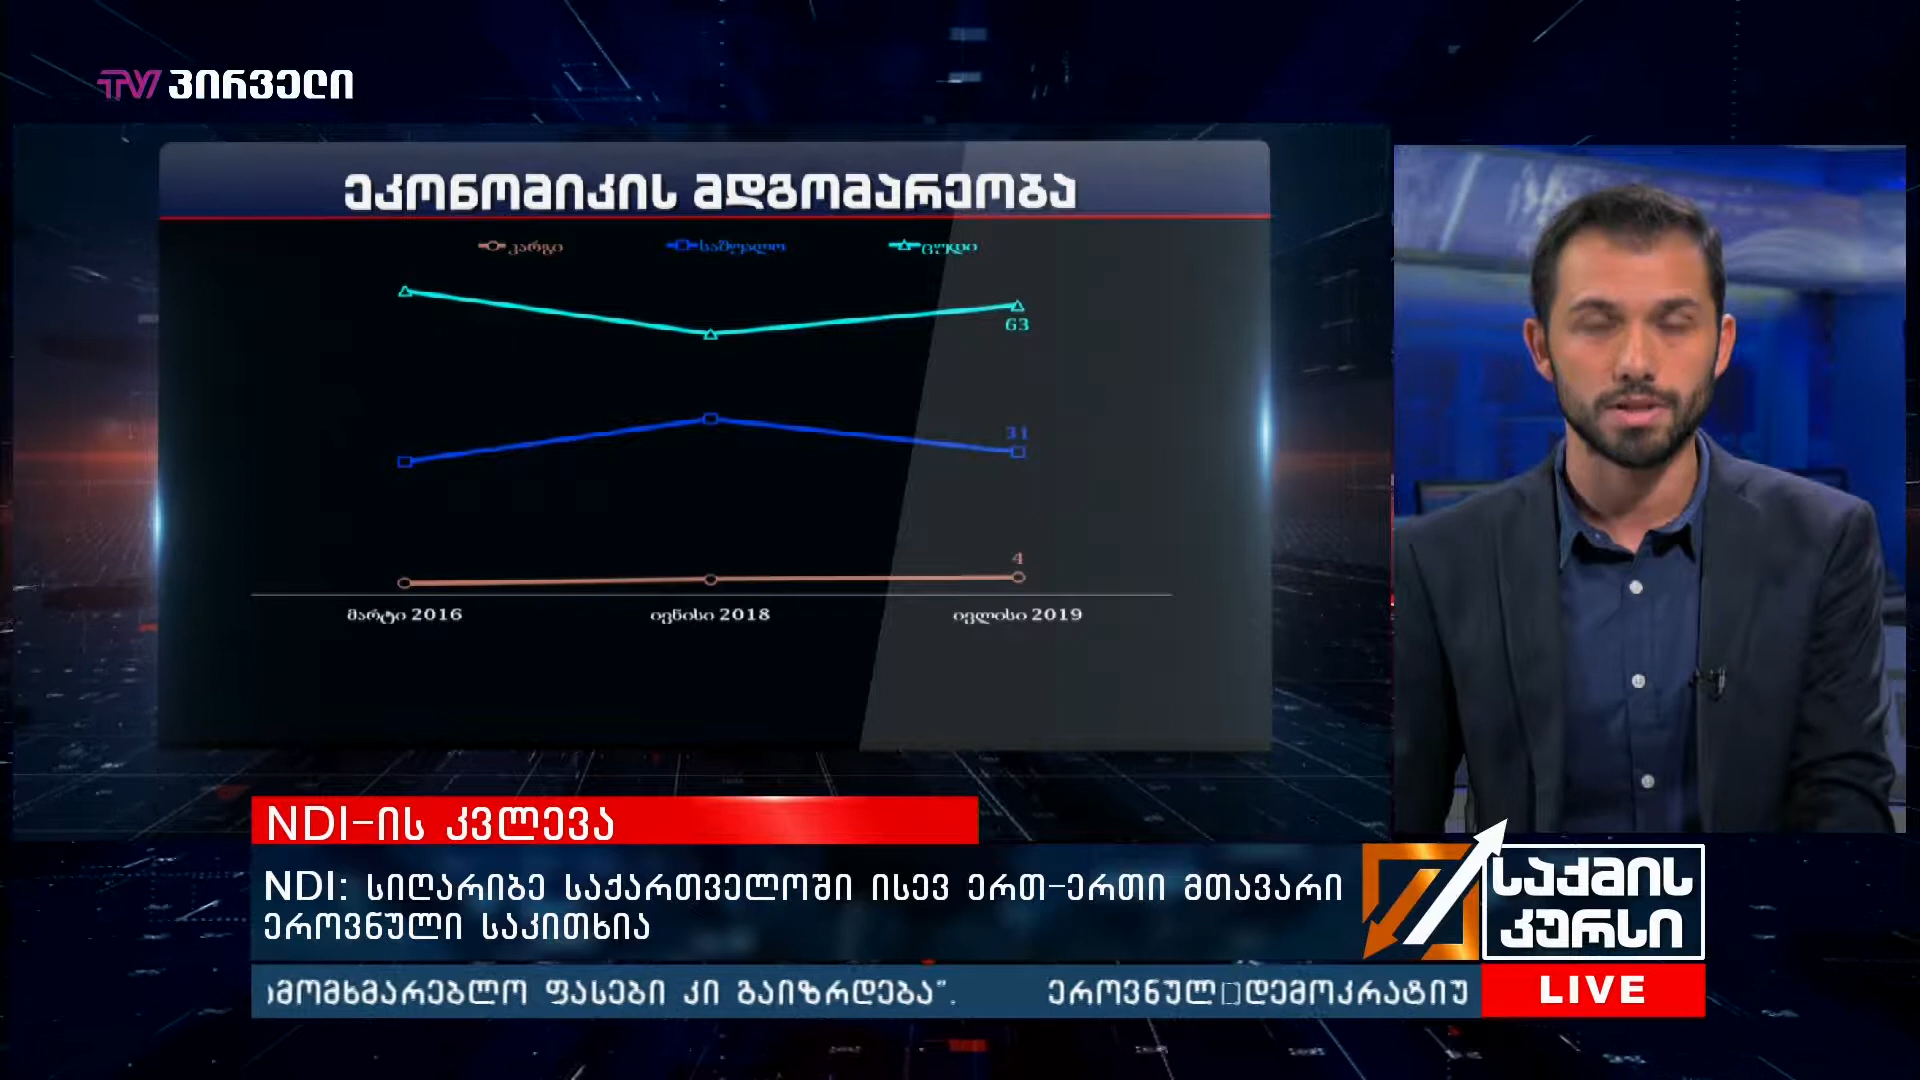 TV ᲞᲘᲠᲕᲔᲚᲘ
ᲔᲙᲝᲜᲝᲛᲘᲙᲘᲡ ᲛᲓᲒᲝᲛᲐᲠᲔᲝᲑᲐ
კარგი საშუალო ცუდი
63
31
4
მარტი 2016 ივნისი 2018 ივლისი 2019
NDI-ᲘᲡ ᲙᲕᲚᲔᲕᲐ
NDI: ᲡᲘᲦᲐᲠᲘᲑᲔ ᲡᲐᲥᲐᲠᲗᲕᲔᲚᲝᲨᲘ ᲘᲡᲔᲕ ᲔᲠᲗ-ᲔᲠᲗᲘ ᲛᲗᲐᲕᲐᲠᲘ
ᲔᲠᲝᲕᲜᲣᲚᲘ ᲡᲐᲙᲘᲗᲮᲘᲐ
ᲡᲐᲥᲛᲘᲡ
ᲙᲣᲠᲡᲘ
ᲛᲝᲛᲮᲛᲐᲠᲔᲑᲚᲝ ᲤᲐᲡᲔᲑᲘ ᲙᲘ ᲒᲐᲘᲖᲠᲓᲔᲑᲐ“. ᲔᲠᲝᲕᲜᲣᲚ□ᲓᲔᲛᲝᲙᲠᲐᲢᲘᲣ
LIVE